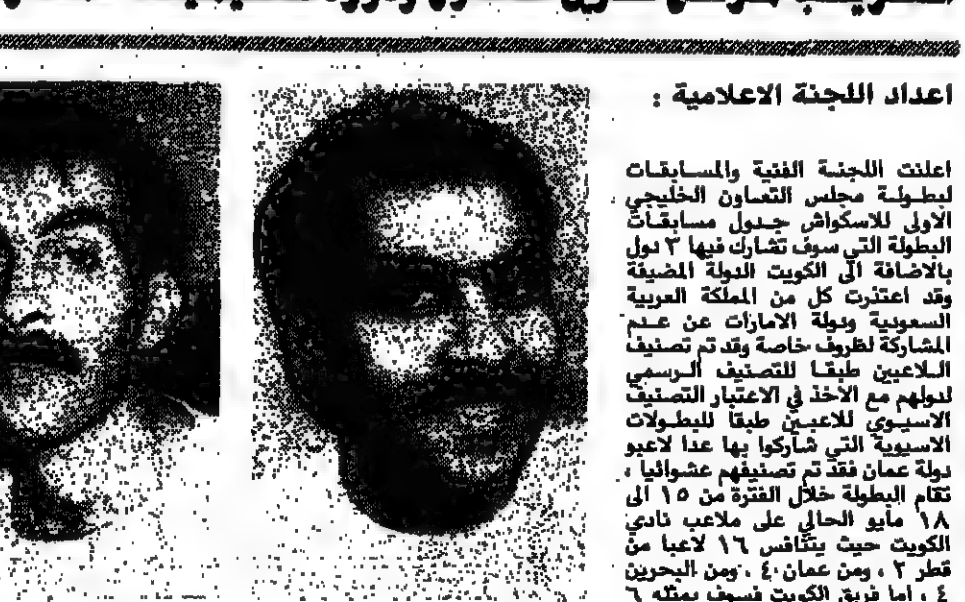 اعداد اللجنة الاعلامية :
اعلنت اللجنة الفنية والمسابقات
لبطولة مجلس التعاون الخليجي
الاولى للاسكواش جدول مسابقات
البطولة التي سوف تشارك فيها ٣ دول
بالاضافة الى الكويت الدولة المضيفة
وقد اعتذرت كل من المملكة العربية
السعودية ودولة الامارات عن عدم
المشاركة لظروف خاصة وقد تم تصنيف
اللاعبين طبقا للتصنيف الرسمي
لدولهم مع الأخذ في الاعتبار التصنيف
الاسيوي للاعبين طبقا للبطولات
الاسيوية التي شاركوا بها عدا لاعبو
دولة عمان فقد تم تصنيفهم عشوائيا ،
تقام البطولة خلال الفترة من ١٥ الى
١٨ مايو الحالي على ملاعب نادي
الكويت حيث يتنافس ١٦ لاعبا من
قطر ٢ ، ومن عمان ٤ ، ومن البحرين
٤ ، اما فريق الكويت فسوف يمثله ٦